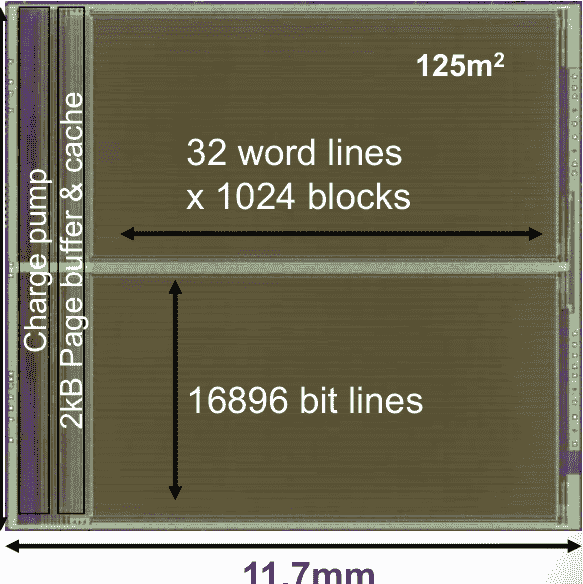 125m²
32 word lines
x 1024 blocks
Charge pump
2kB Page buffer & cache
16896 bit lines
11.7mm